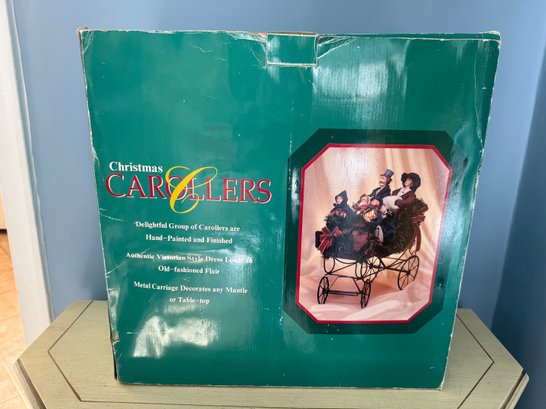 Christmas
CAROLLERS
Delightful Group of Carollers are
Hand-Painted and Finished
Authentic Victorian Style Dress Lends an
Old-fashioned Flair
Metal Carriage Decorates any Mantle
or Table-top